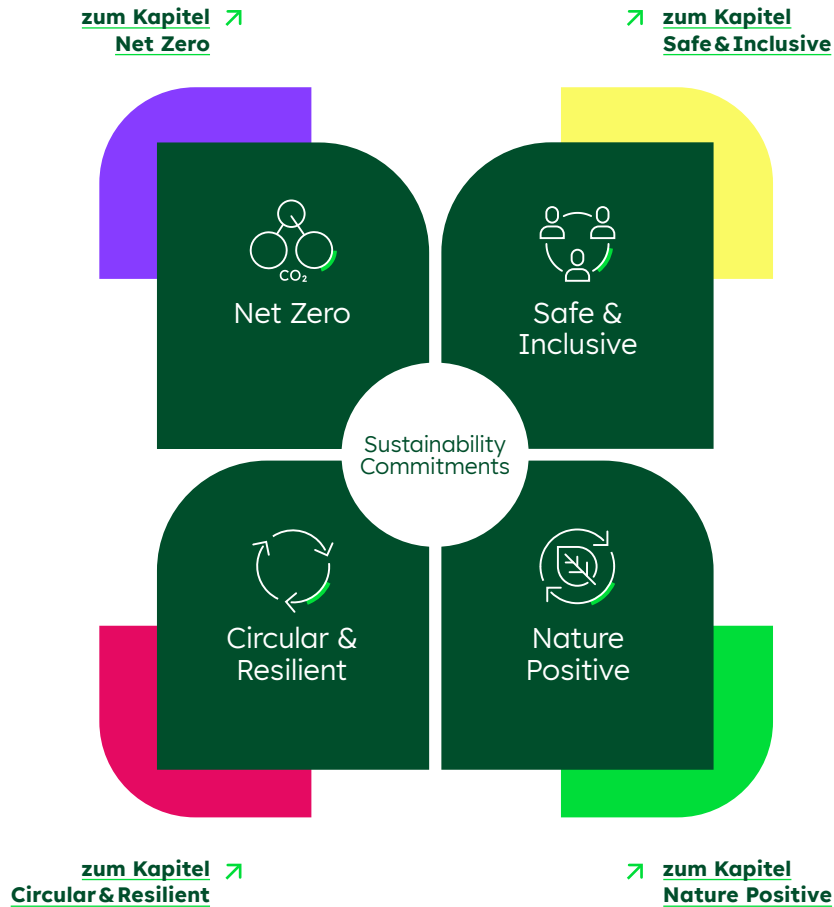 zum Kapitel
Net Zero
zum Kapitel
Safe & Inclusive
CO₂
Net Zero
Safe &
Inclusive
Sustainability
Commitments
Circular &
Resilient
Nature
Positive
zum Kapitel
Circular & Resilient
zum Kapitel
Nature Positive